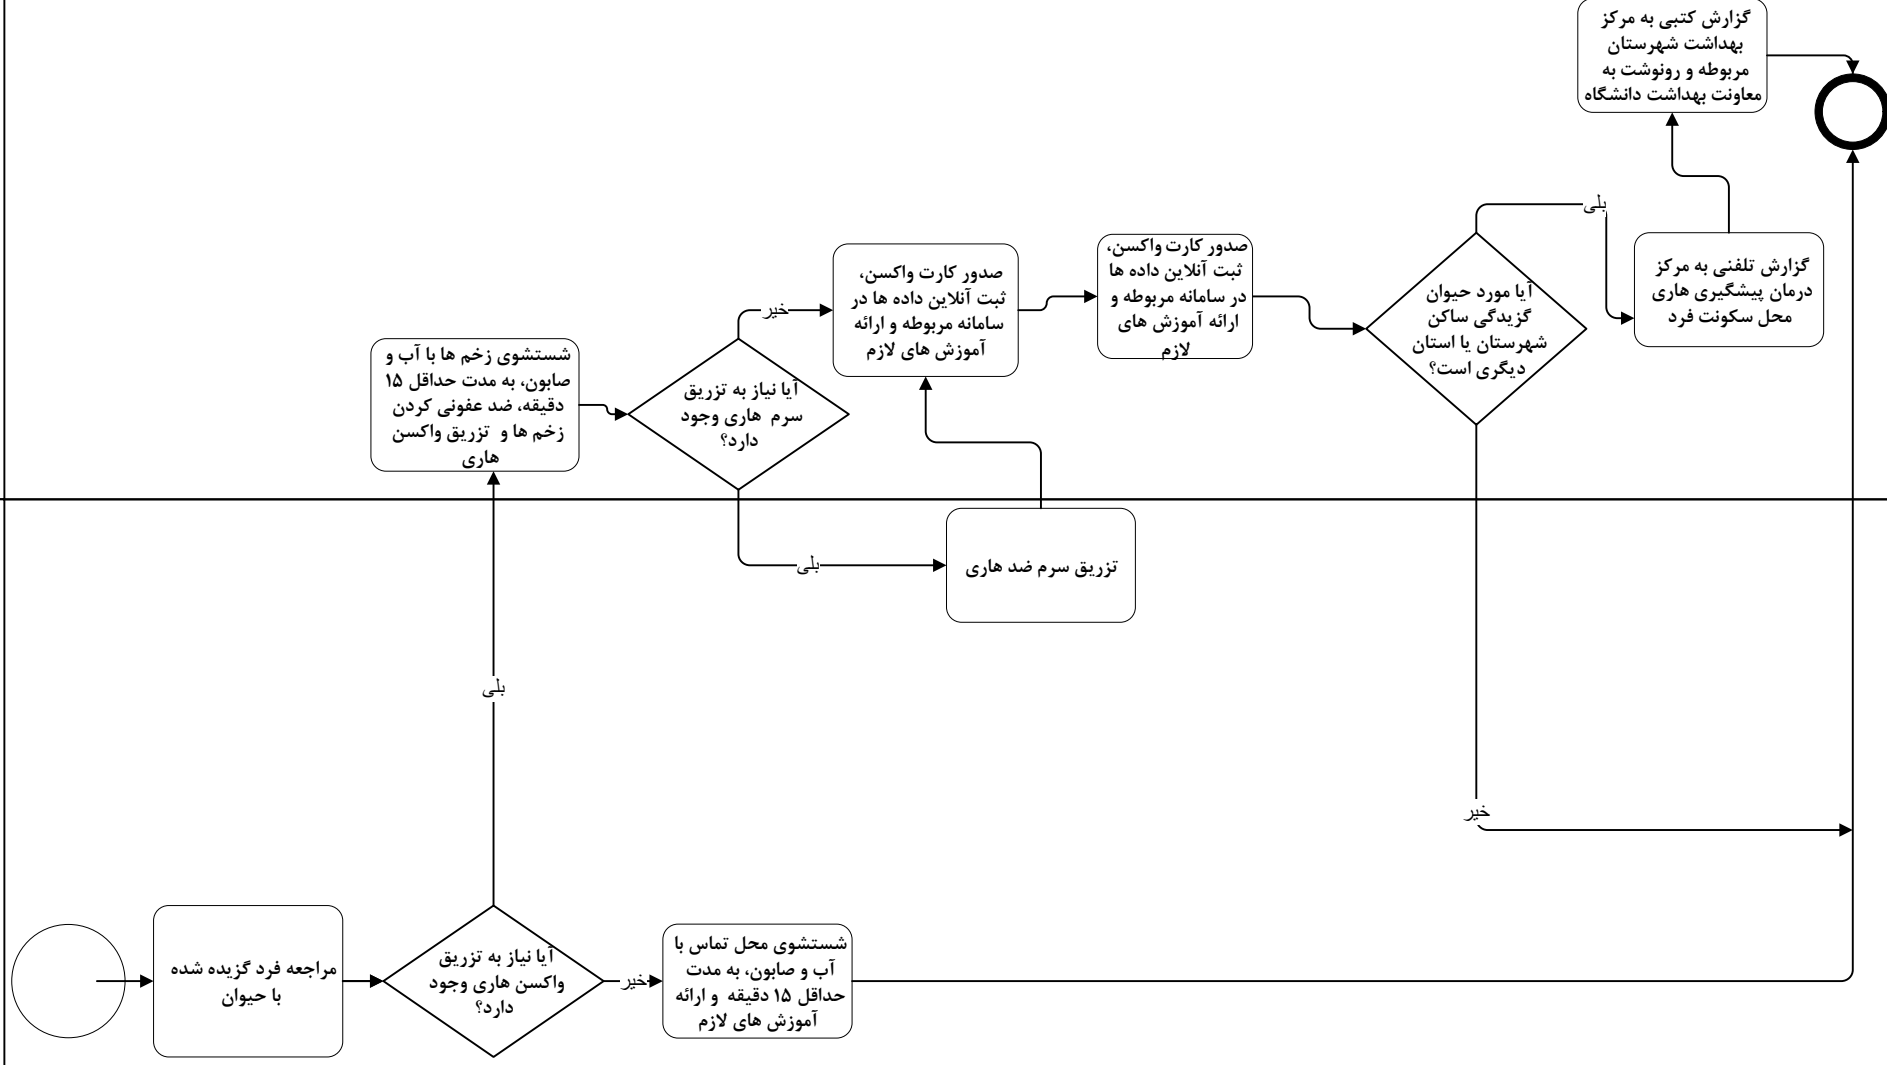 گزارش کتبی به مرکز
بهداشت شهرستان
مربوطه و رونوشت به
معاونت بهداشت دانشگاه
بلی
گزارش تلفنی به مرکز
درمان پیشگیری هاری
محل سکونت فرد
آیا مورد حیوان
گزیدگی ساکن
شهرستان یا استان
دیگری است؟
صدور کارت واکسن،
ثبت آنلاین داده ها
در سامانه مربوطه و
ارائه آموزش های
لازم
صدور کارت واکسن،
ثبت آنلاین داده ها در
سامانه مربوطه و ارائه
آموزش های لازم
خیر
آیا نیاز به تزریق
سرم هاری وجود
دارد؟
شستشوی زخم ها با آب و
صابون، به مدت حداقل ۱۵
دقیقه، ضد عفونی کردن
زخم ها و تزریق واکسن
هاری
بلی
تزریق سرم ضد هاری
بلی
خیر
مراجعه فرد گزیده شده
با حیوان
آیا نیاز به تزریق
واکسن هاری وجود
دارد؟
خیر
شستشوی محل تماس با
آب و صابون، به مدت
حداقل ۱۵ دقیقه و ارائه
آموزش های لازم